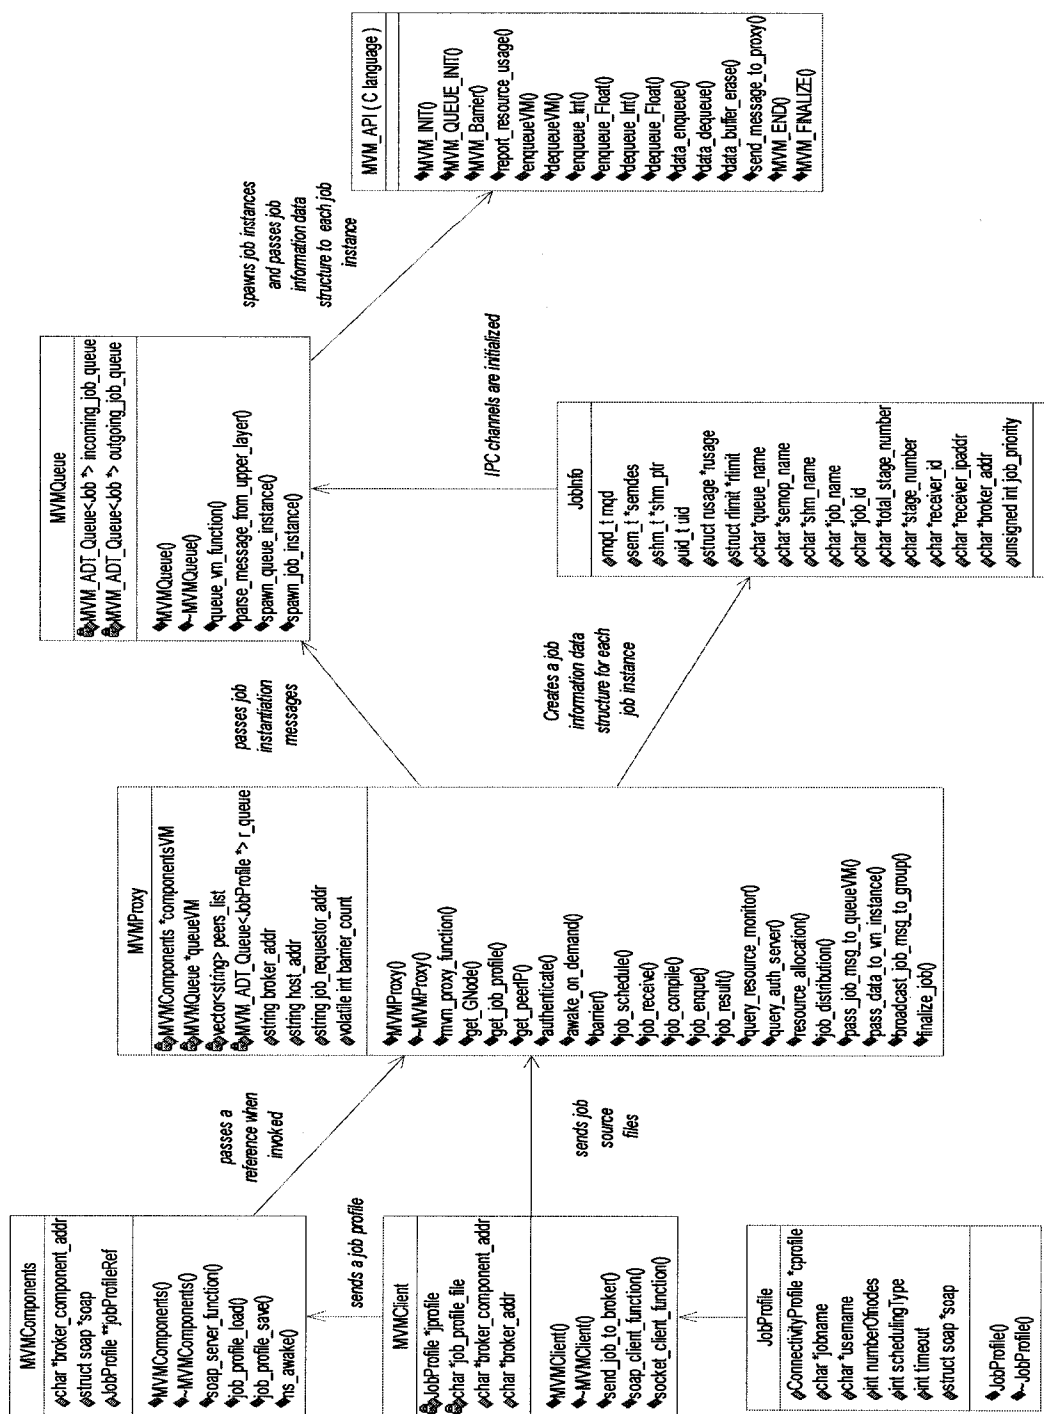 MVMComponents
char *broker_component_addr
struct soap *soap
JobProfile **jobProfileRef
MVMComponents()
~MVMComponents()
soap_server_function()
job_profile_load()
job_profile_save()
ns_awake()
sends a job profile
MVMClient
JobProfile *jprofile
char *job_profile_file
char *broker_component_addr
char *broker_addr
MVMClient()
~MVMClient()
send_job_to_broker()
soap_client_function()
socket_client_function()
JobProfile
ConnectivityProfile *cprofile
char *jobname
char *username
int numberOfnodes
int schedulingType
int timeout
struct soap *soap
JobProfile()
~JobProfile()
passes a
reference when
invoked
sends job
source
files
MVMProxy
MVMComponents *componentsVM
MVMQueue *queueVM
vector<string> peers_list
MVM_ADT_Queue<JobProfile *> r_queue
string broker_addr
string host_addr
string job_requestor_addr
volatile int barrier_count
MVMProxy()
~MVMProxy()
mvm_proxy_function()
get_GNode()
get_job_profile()
get_peerIP()
authenticate()
awake_on_demand()
barrier()
job_schedule()
job_receive()
job_compile()
job_enque()
job_result()
query_resource_monitor()
query_auth_server()
resource_allocation()
job_distribution()
pass_job_msg_to_queueVM()
pass_data_to_vm_instance()
broadcast_job_msg_to_group()
finalize_job()
passes job
instantiation
messages
Creates a job
information data
structure for each
job instance
MVMQueue
MVM_ADT_Queue<Job *> incoming_job_queue
MVM_ADT_Queue<Job *> outgoing_job_queue
MVMQueue()
~MVMQueue()
queue_vm_function()
parse_message_from_upper_layer()
spawn_queue_instance()
spawn_job_instance()
IPC channels are initialized
JobInfo
mqd_t mqd
sem_t *semdes
shm_t *shm_ptr
uid_t uid
struct rusage *rusage
struct rlimit *rlimit
char *queue_name
char *semop_name
char *shm_name
char *job_name
char *job_id
char *total_stage_number
char *stage_number
char *receiver_id
char *receiver_ipaddr
char *broker_addr
unsigned int job_priority
spawns job instances
and passes job
information data
structure to each job
instance
MVM_API ( C language )
MVM_INIT()
MVM_QUEUE_INIT()
MVM_Barrier()
report_resource_usage()
enqueueVM()
dequeueVM()
enqueue_Int()
enqueue_Float()
dequeue_Int()
dequeue_Float()
data_enqueue()
data_dequeue()
data_buffer_erase()
send_message_to_proxy()
MVM_END()
MVM_FINALIZE()